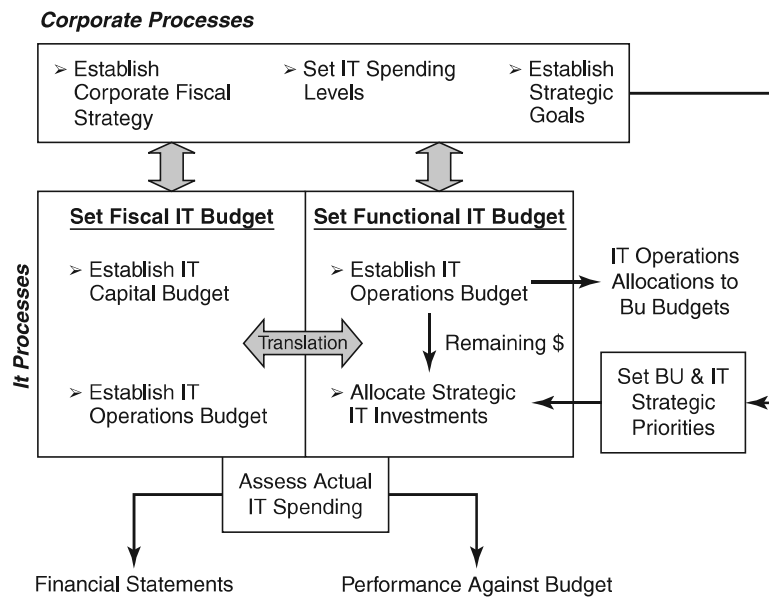 Corporate Processes
➢ Establish
Corporate Fiscal
Strategy
➢ Set IT Spending
Levels
➢ Establish
Strategic
Goals
It Processes
Set Fiscal IT Budget
➢ Establish IT
Capital Budget
➢ Establish IT
Operations Budget
Translation
Set Functional IT Budget
➢ Establish IT
Operations Budget
Remaining $
➢ Allocate Strategic
IT Investments
IT Operations
Allocations to
Bu Budgets
Set BU & IT
Strategic
Priorities
Assess Actual
IT Spending
Financial Statements
Performance Against Budget